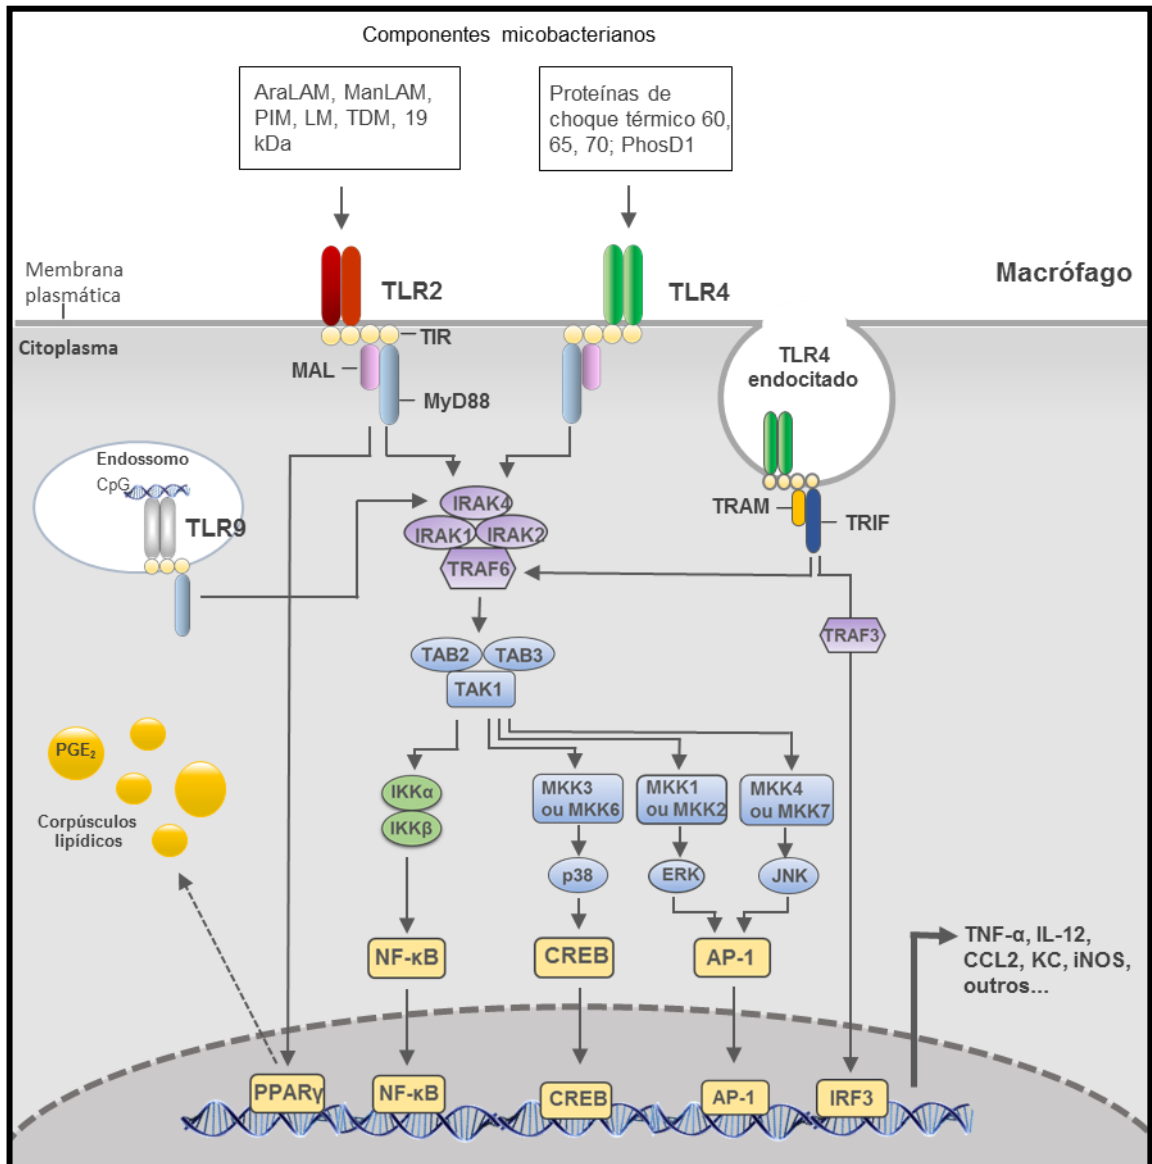 Componentes micobacterianos
AraLAM, ManLAM,
PIM, LM, TDM, 19
kDa
Proteínas de
choque térmico 60,
65, 70; PhosD1
Membrana
plasmática
TLR2
TLR4
Macrófago
Citoplasma
TIR
MAL
MyD88
TLR4
endocitado
Endossomo
CpG
TLR9
TRAM
TRIF
IRAK4
IRAK1
IRAK2
TRAF6
TRAF3
TAB2
TAB3
TAK1
PGE₂
Corpúsculos
lipídicos
IKKα
IKKβ
MKK3
ou MKK6
MKK1
ou MKK2
MKK4
ou MKK7
p38
ERK
JNK
NF-κB
CREB
AP-1
TNF-α, IL-12,
CCL2, KC, iNOS,
outros...
PPARγ
NF-κB
CREB
AP-1
IRF3